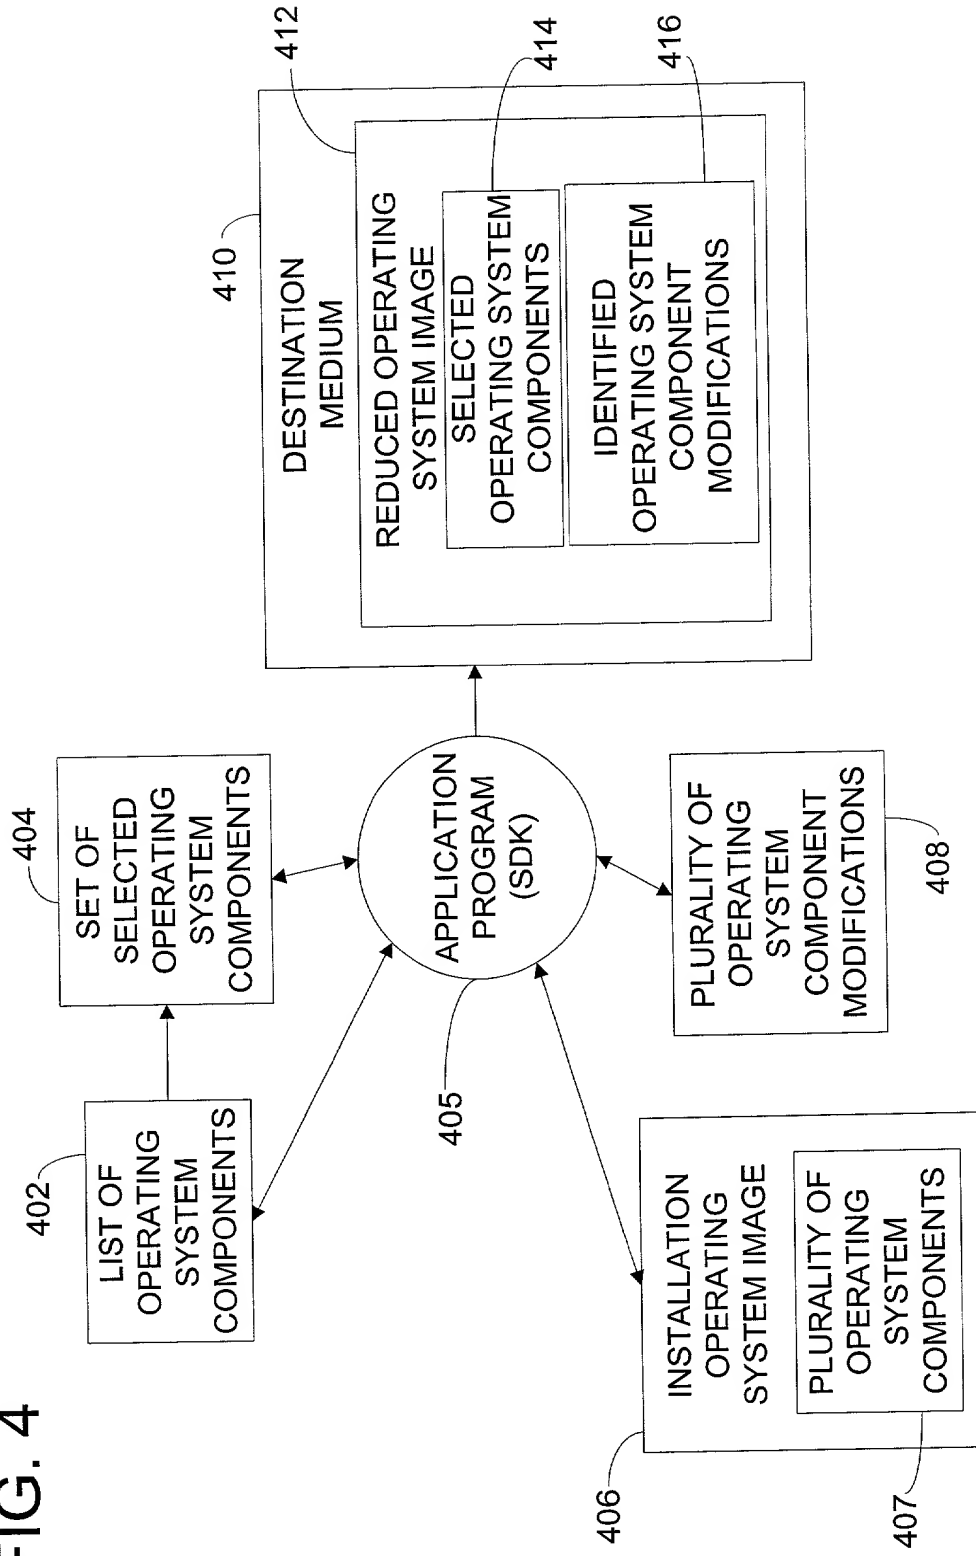 FIG. 4
402
LIST OF
OPERATING
SYSTEM
COMPONENTS
404
SET OF
SELECTED
OPERATING
SYSTEM
COMPONENTS
405
APPLICATION
PROGRAM
(SDK)
406
INSTALLATION
OPERATING
SYSTEM IMAGE
407
PLURALITY OF
OPERATING
SYSTEM
COMPONENTS
408
PLURALITY OF
OPERATING
SYSTEM
COMPONENT
MODIFICATIONS
410
DESTINATION
MEDIUM
412
REDUCED OPERATING
SYSTEM IMAGE
414
SELECTED
OPERATING SYSTEM
COMPONENTS
416
IDENTIFIED
OPERATING SYSTEM
COMPONENT
MODIFICATIONS